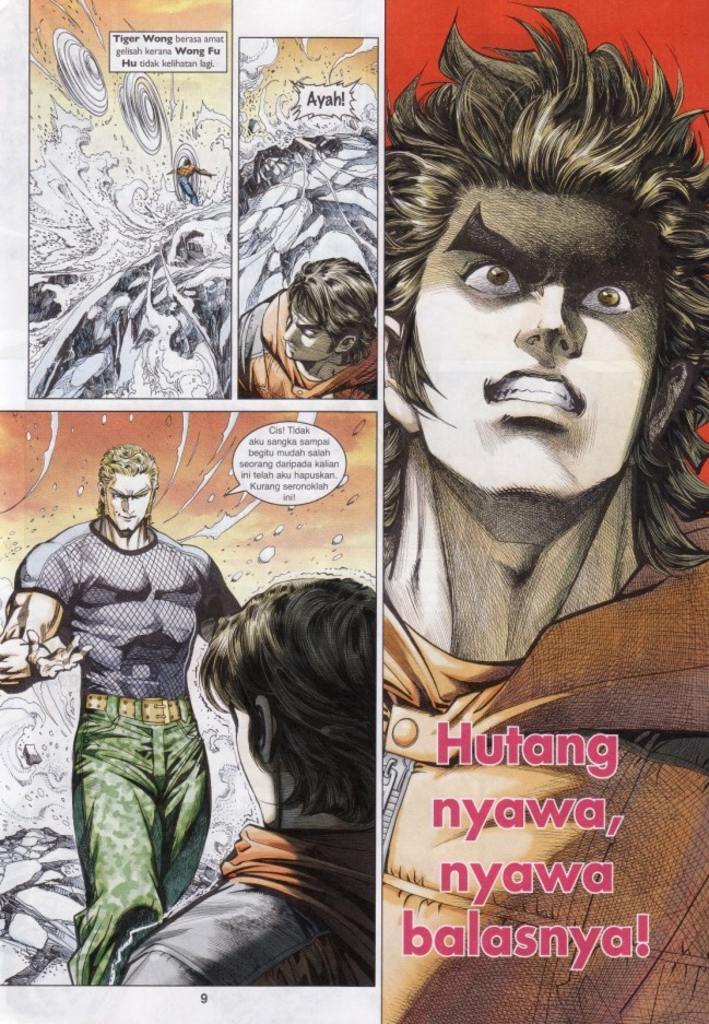 Tiger Wong berasa amat
gelisah kerana Wong Fu
Hu tidak kelihatan lagi.
Ayah!
Cis! Tidak
aku sangka sampai
begitu mudah salah
seorang daripada kalian
ini telah aku hapuskan.
Kurang seronoklah
ini!
Hutang
nyawa,
nyawa
balasnya!
9